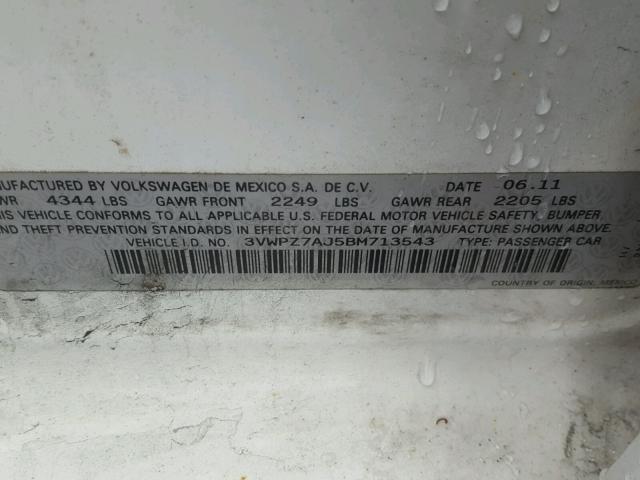 NUFACTURED BY VOLKSWAGEN DE MEXICO S.A. DE C.V. DATE 06.11
WR 4344 LBS GAWR FRONT 2249 LBS GAWR REAR 2205 LBS
HIS VEHICLE CONFORMS TO ALL APPLICABLE U.S. FEDERAL MOTOR VEHICLE SAFETY, BUMPER,
AND THEFT PREVENTION STANDARDS IN EFFECT ON THE DATE OF MANUFACTURE SHOWN ABOVE.
VEHICLE I.D. NO. 3VWPZ7AJ5BM713543 TYPE: PASSENGER CAR
COUNTRY OF ORIGIN, MEXICO